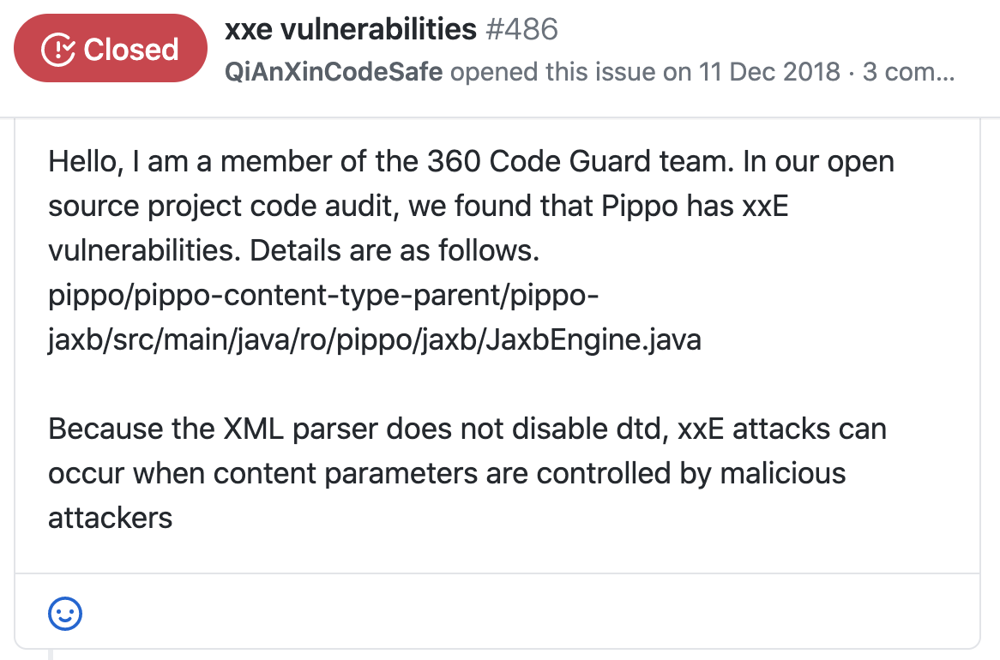 Closed
xxe vulnerabilities #486
QiAnXinCodeSafe opened this issue on 11 Dec 2018 · 3 com...
Hello, I am a member of the 360 Code Guard team. In our open
source project code audit, we found that Pippo has xxE
vulnerabilities. Details are as follows.
pippo/pippo-content-type-parent/pippo-
jaxb/src/main/java/ro/pippo/jaxb/JaxbEngine.java
Because the XML parser does not disable dtd, xxE attacks can
occur when content parameters are controlled by malicious
attackers